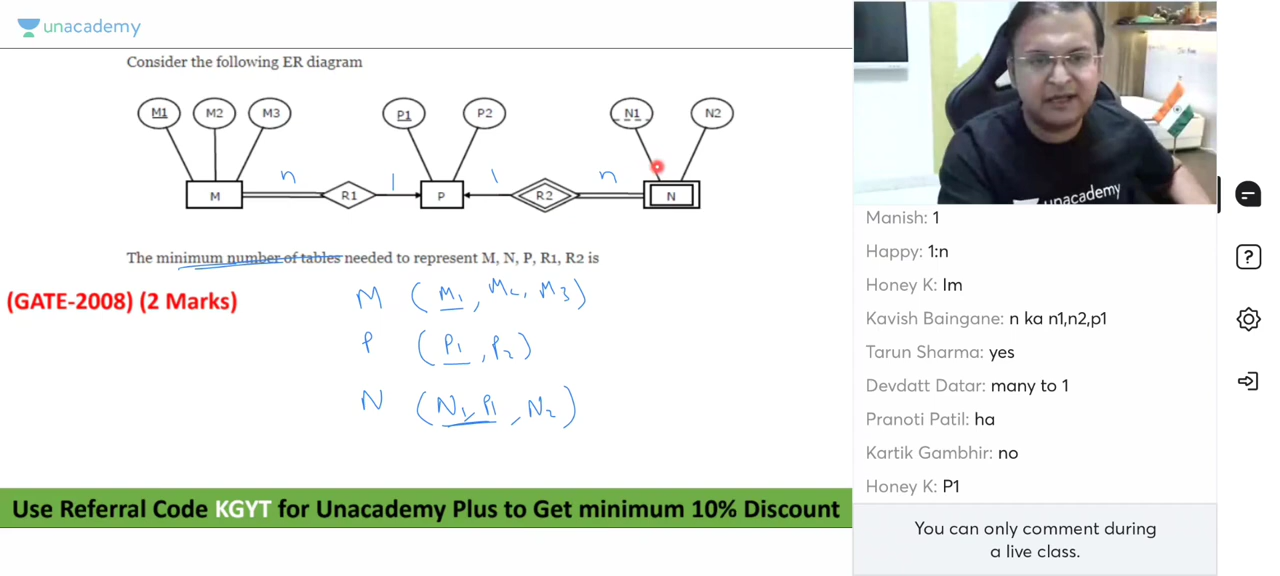 unacademy
Consider the following ER diagram
M1 M2 M3 P1 P2 N1 N2
n 1 1 n
M R1 P R2 N
The minimum number of tables needed to represent M, N, P, R1, R2 is
(GATE-2008) (2 Marks)
M (M1, M2, M3)
P (P1, P2)
N (N1, P1, N2)
Use Referral Code KGYT for Unacademy Plus to Get minimum 10% Discount
unacademy
Manish: 1
Happy: 1:n
Honey K: Im
Kavish Baingane: n ka n1,n2,p1
Tarun Sharma: yes
Devdatt Datar: many to 1
Pranoti Patil: ha
Kartik Gambhir: no
Honey K: P1
You can only comment during
a live class.
?